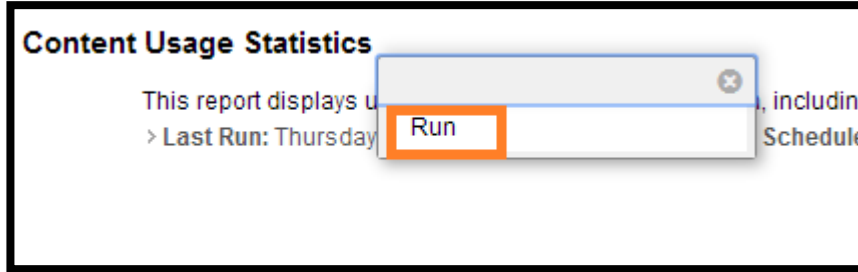 Content Usage Statistics
This report displays u , includin
> Last Run: Thursday Schedule
Run